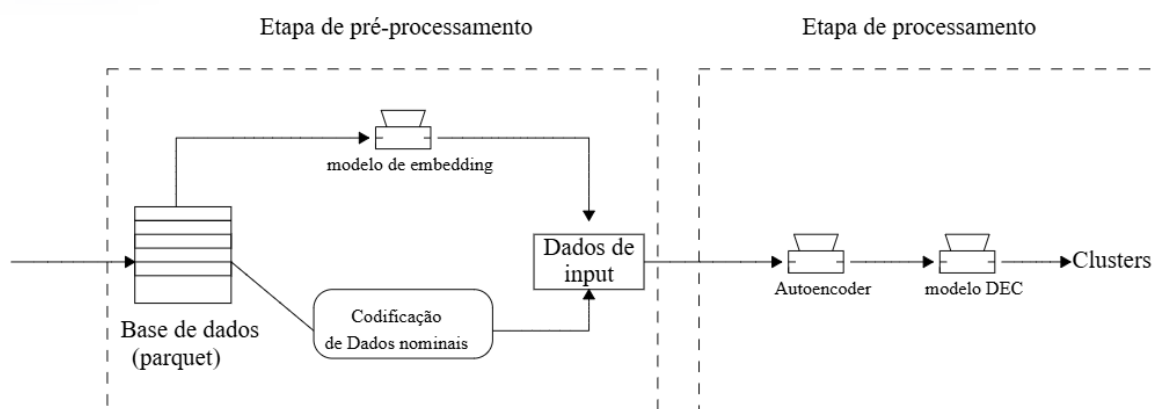 Etapa de pré-processamento
Etapa de processamento
modelo de embedding
Dados de
input
Base de dados
(parquet)
Codificação
de Dados nominais
Autoencoder
modelo DEC
Clusters